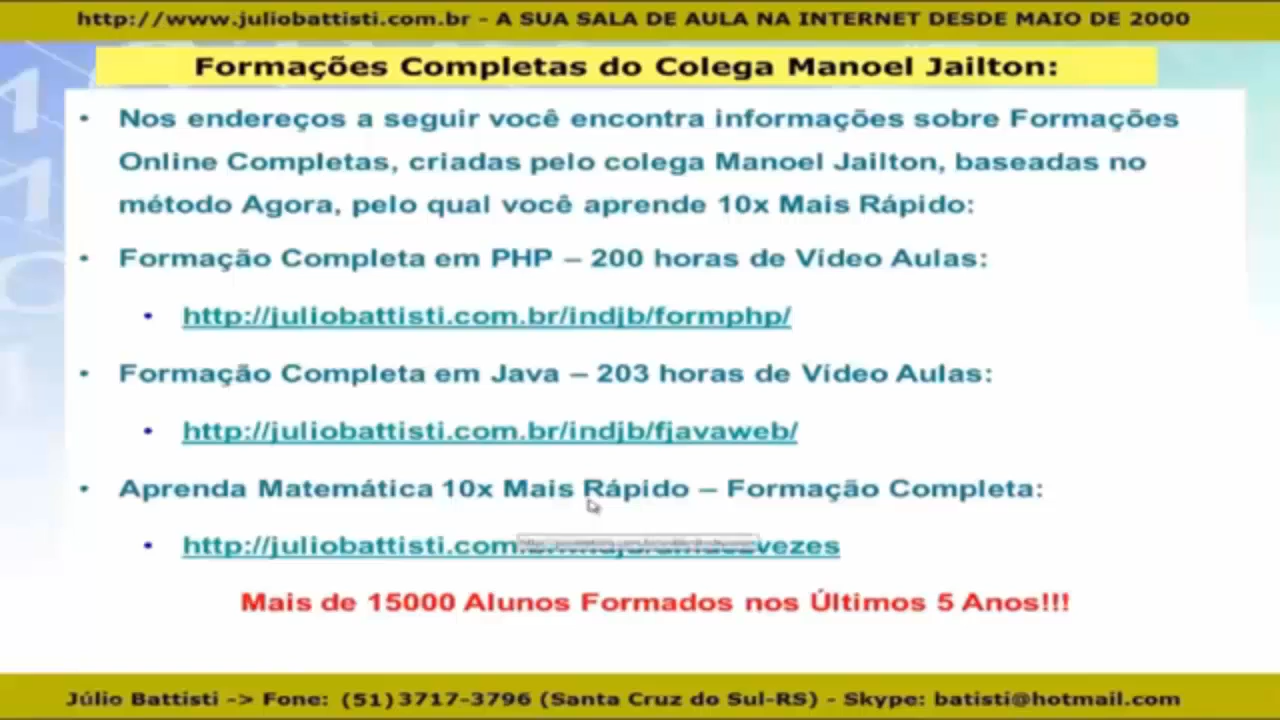 http://www.juliobattisti.com.br - A SUA SALA DE AULA NA INTERNET DESDE MAIO DE 2000
Formações Completas do Colega Manoel Jailton:
• Nos endereços a seguir você encontra informações sobre Formações
Online Completas, criadas pelo colega Manoel Jailton, baseadas no
método Agora, pelo qual você aprende 10x Mais Rápido:
• Formação Completa em PHP – 200 horas de Vídeo Aulas:
• http://juliobattisti.com.br/indjb/formphp/
• Formação Completa em Java – 203 horas de Vídeo Aulas:
• http://juliobattisti.com.br/indjb/fjavaweb/
• Aprenda Matemática 10x Mais Rápido – Formação Completa:
• http://juliobattisti.com vezes
Mais de 15000 Alunos Formados nos Últimos 5 Anos!!!
Júlio Battisti -> Fone: (51) 3717-3796 (Santa Cruz do Sul-RS) - Skype: batisti@hotmail.com